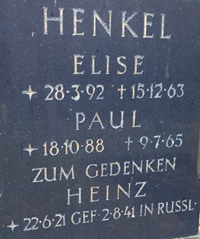 HENKEL
ELISE
✶ 28·3·92 † 15·12·63
PAUL
✶ 18·10·88 † 9·7·65
ZUM GEDENKEN
HEINZ
✶ 22·6·21 GEF·2·8·41 IN RUSSL·